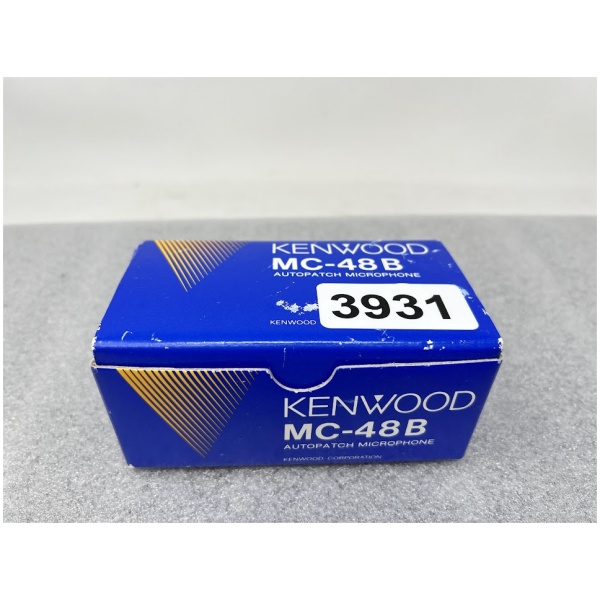 KENWOOD
MC-48B
AUTOPATCH MICROPHONE
3931
KENWOOD
KENWOOD
MC-48B
AUTOPATCH MICROPHONE
KENWOOD CORPORATION